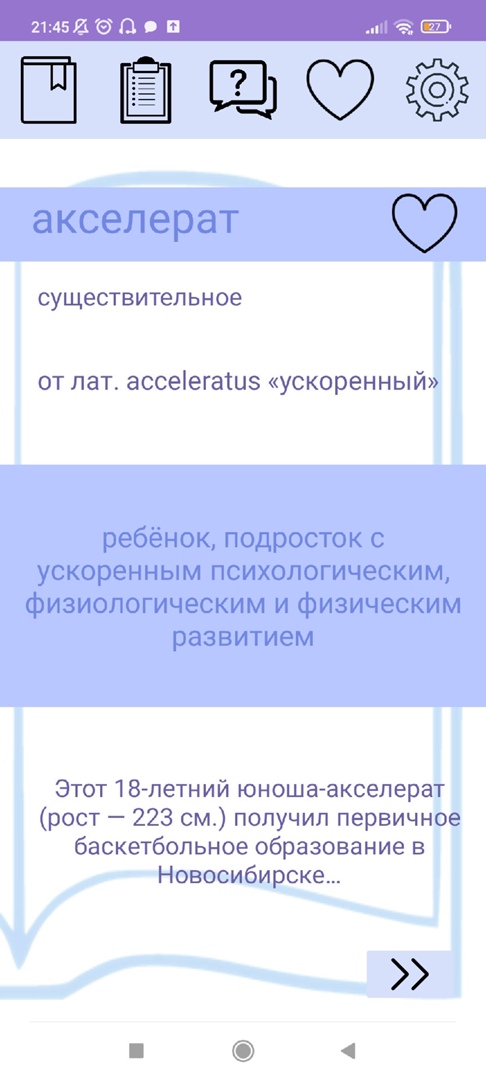 21:45
27
?
акселерат
существительное
от лат. acceleratus «ускоренный»
ребёнок, подросток с
ускоренным психологическим,
физиологическим и физическим
развитием
Этот 18-летний юноша-акселерат
(рост — 223 см.) получил первичное
баскетбольное образование в
Новосибирске…